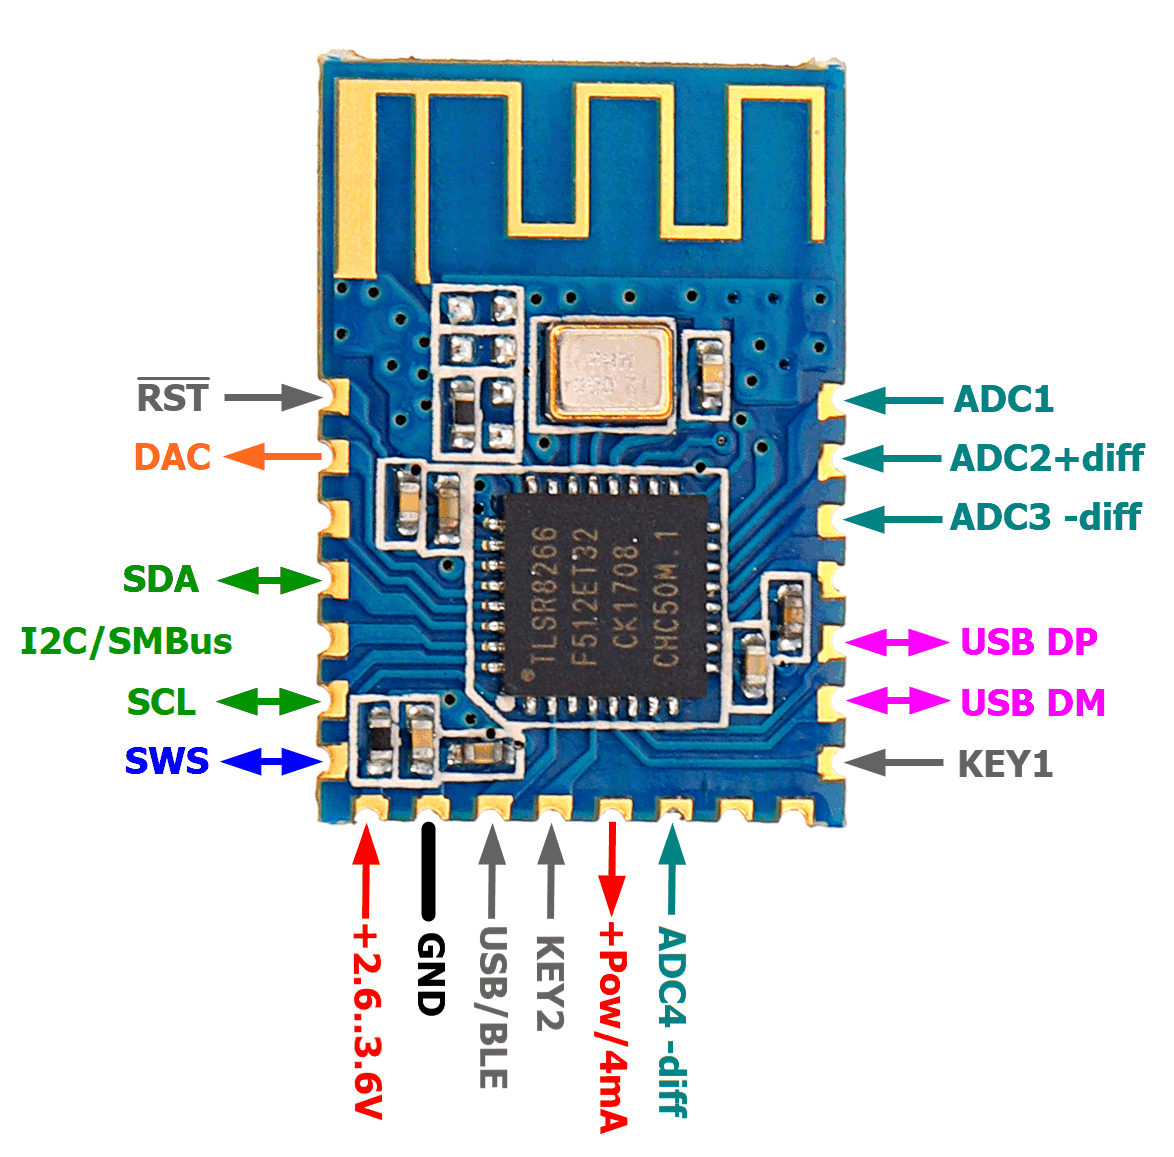 RST
DAC
SDA
I2C/SMBus
SCL
SWS
ADC1
ADC2+diff
ADC3 -diff
USB DP
USB DM
KEY1
+2.6..3.6V
GND
USB/BLE
KEY2
+Pow/4mA
ADC4 -diff
TLSR8266
F512ET32
CK1708.
CHC50M.1